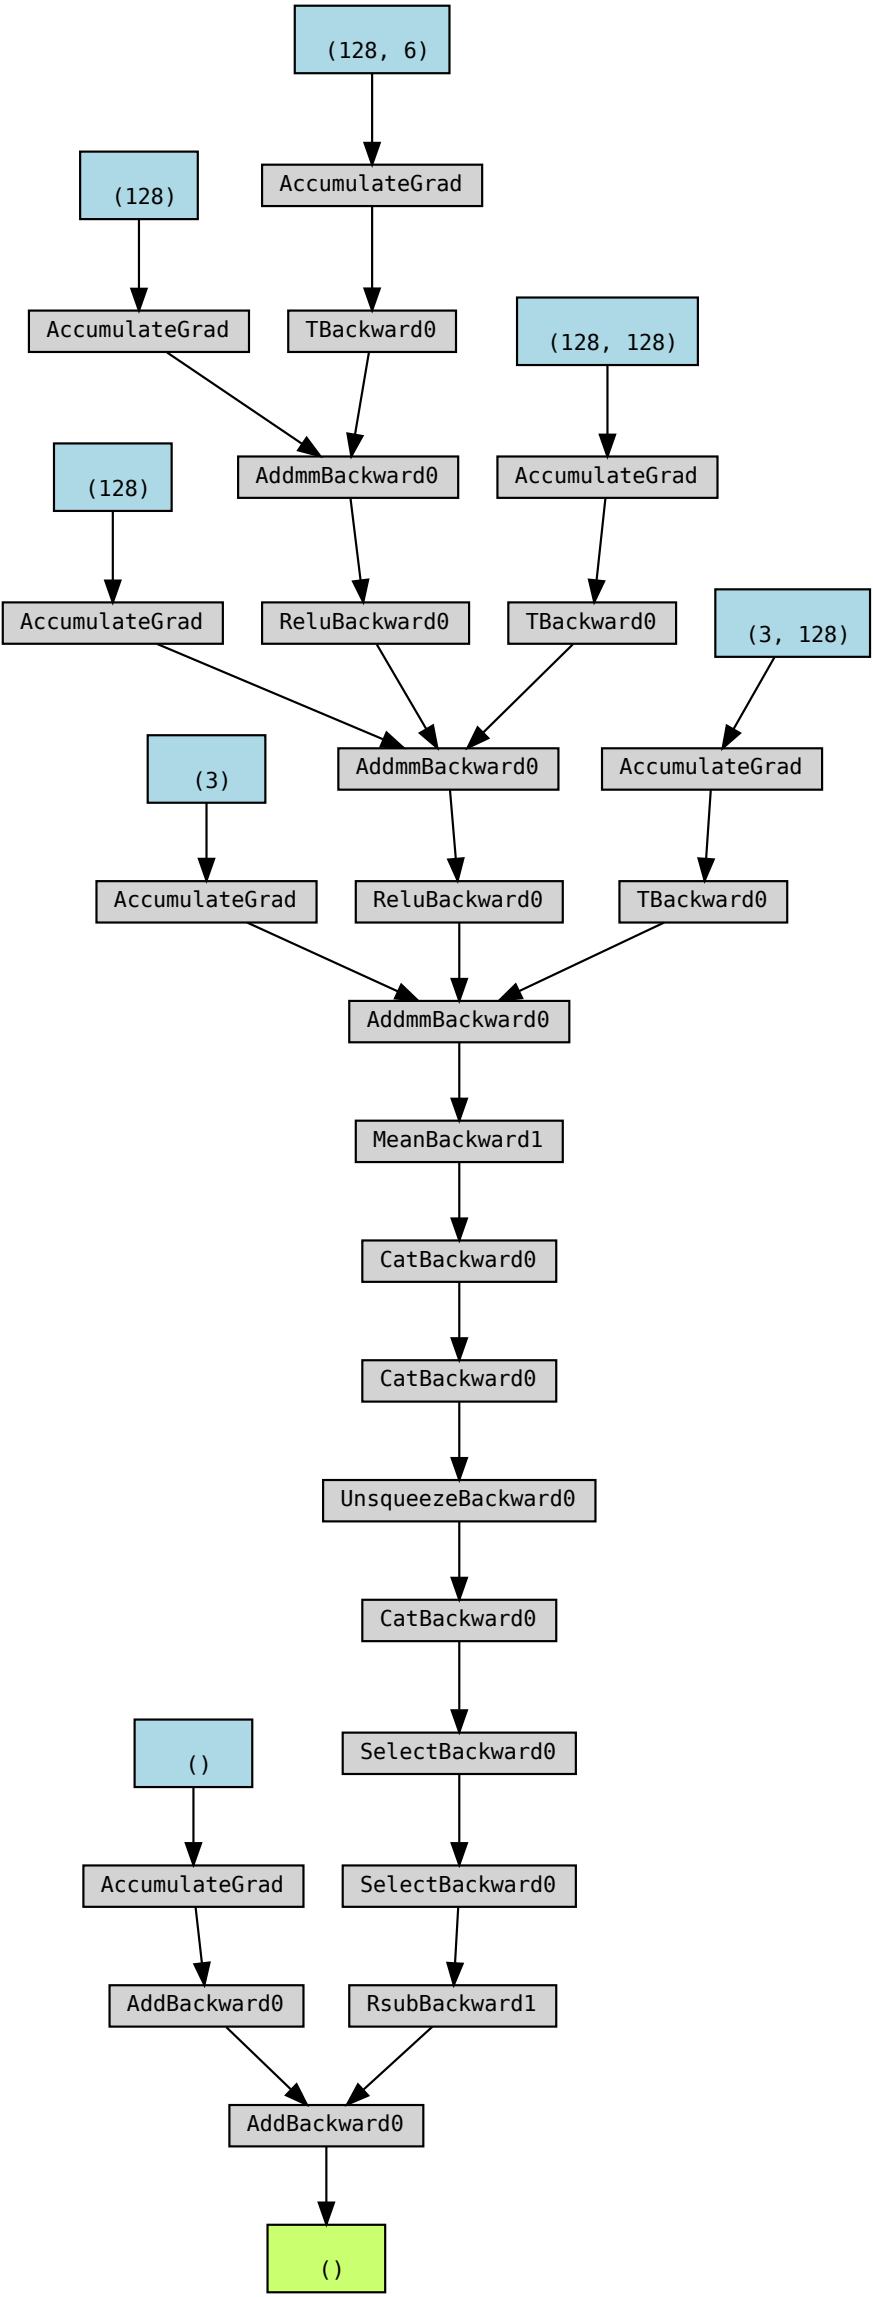 (128, 6)
AccumulateGrad
(128)
AccumulateGrad
TBackward0
(128, 128)
AddmmBackward0
AccumulateGrad
(128)
AccumulateGrad
ReluBackward0
TBackward0
(3, 128)
AddmmBackward0
AccumulateGrad
(3)
AccumulateGrad
ReluBackward0
TBackward0
AddmmBackward0
MeanBackward1
CatBackward0
CatBackward0
UnsqueezeBackward0
CatBackward0
SelectBackward0
()
AccumulateGrad
SelectBackward0
AddBackward0
RsubBackward1
AddBackward0
()